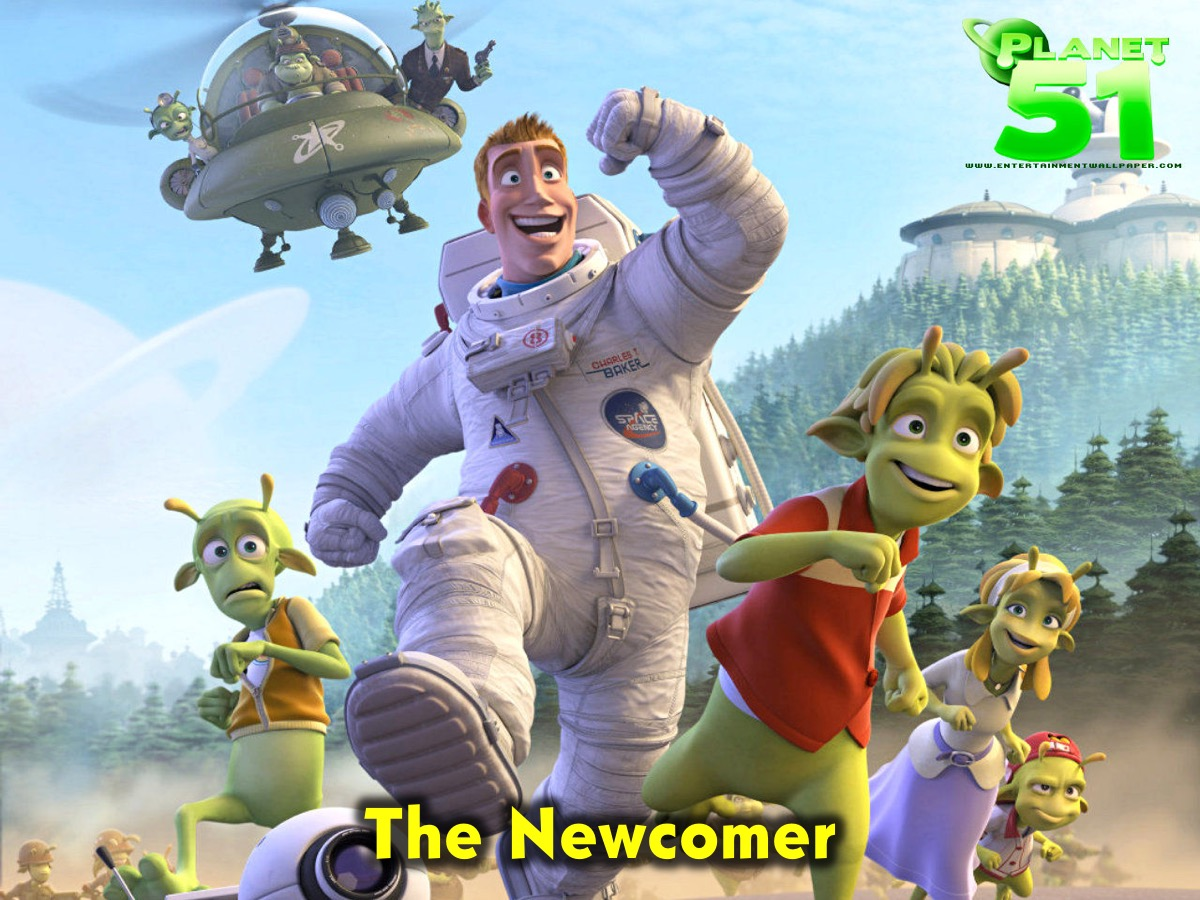 PLANET
51
WWW.ENTERTAINMENTWALLPAPER.COM
CHARLES T
BAKER
SPACE
AGENCY
The Newcomer